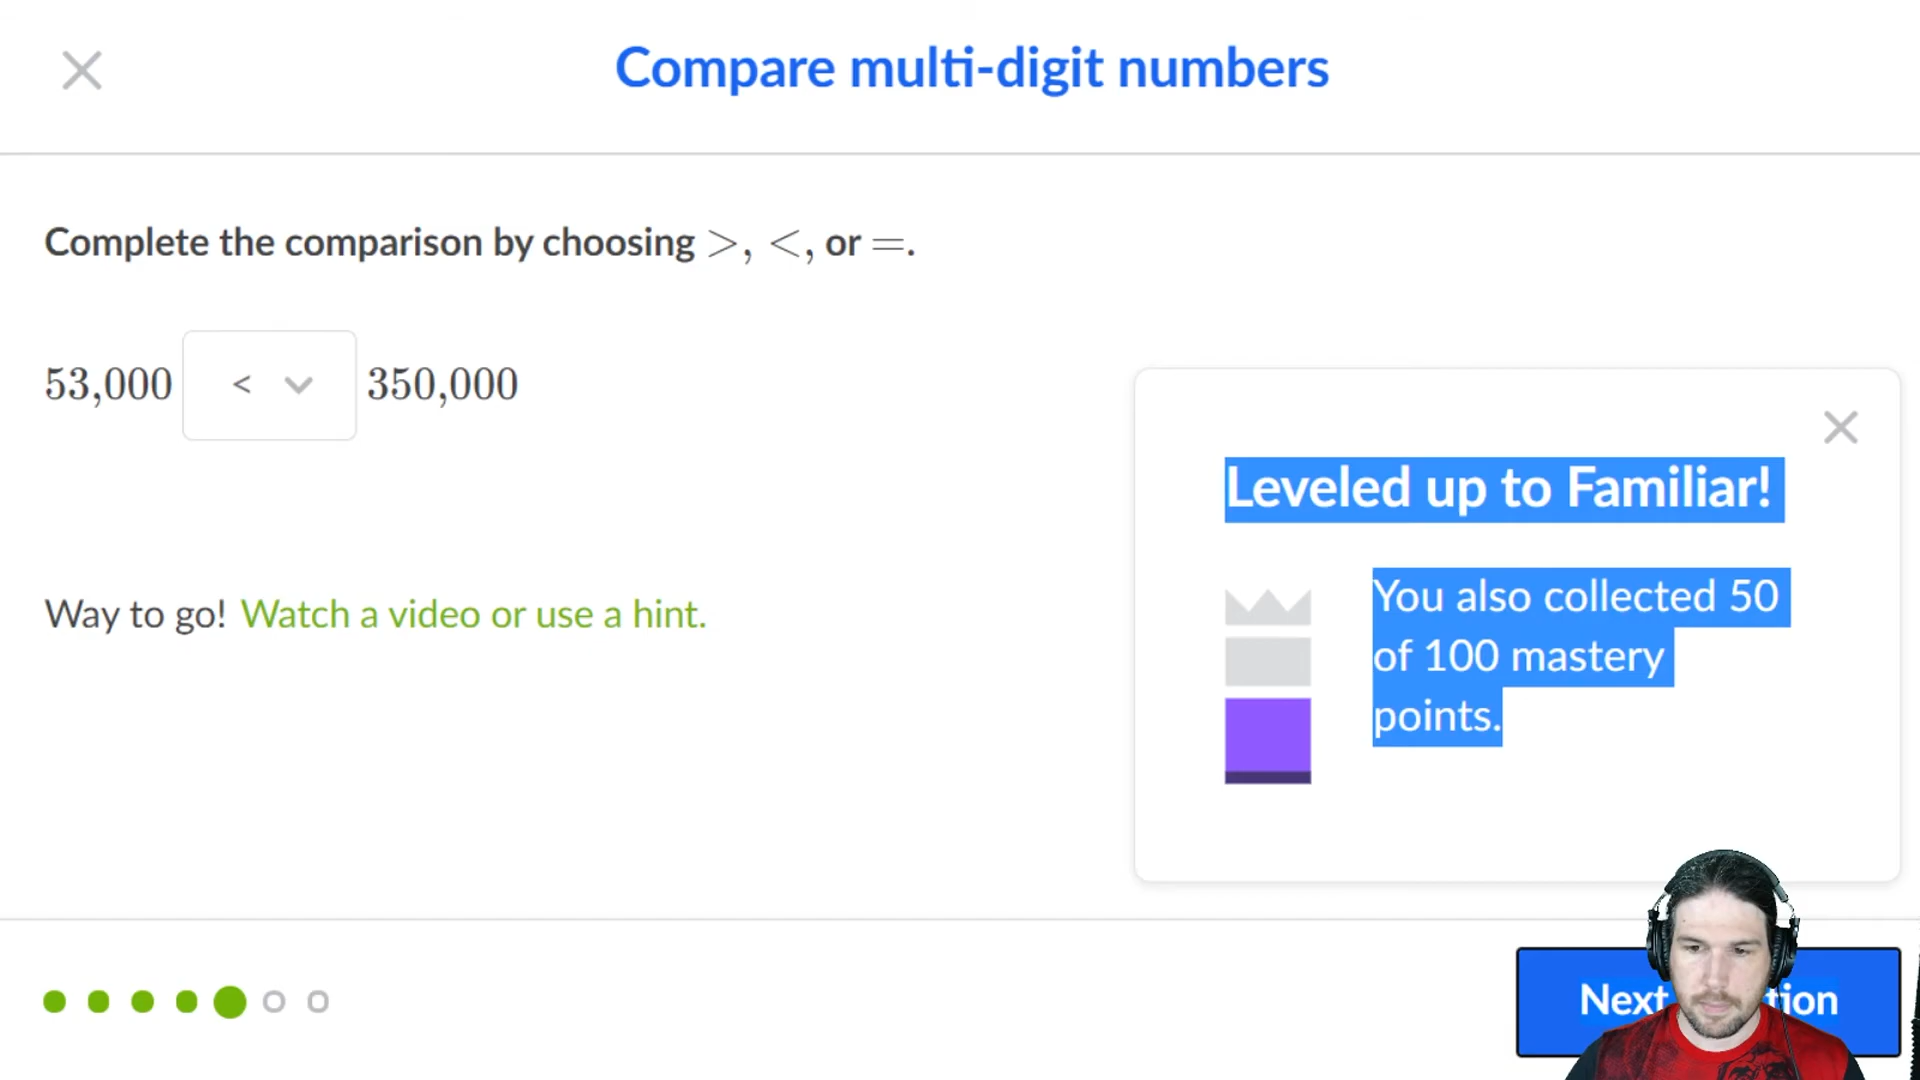 Compare multi-digit numbers
Complete the comparison by choosing >, <, or =.
53,000 < 350,000
Way to go! Watch a video or use a hint.
Leveled up to Familiar!
You also collected 50
of 100 mastery
points.
Next